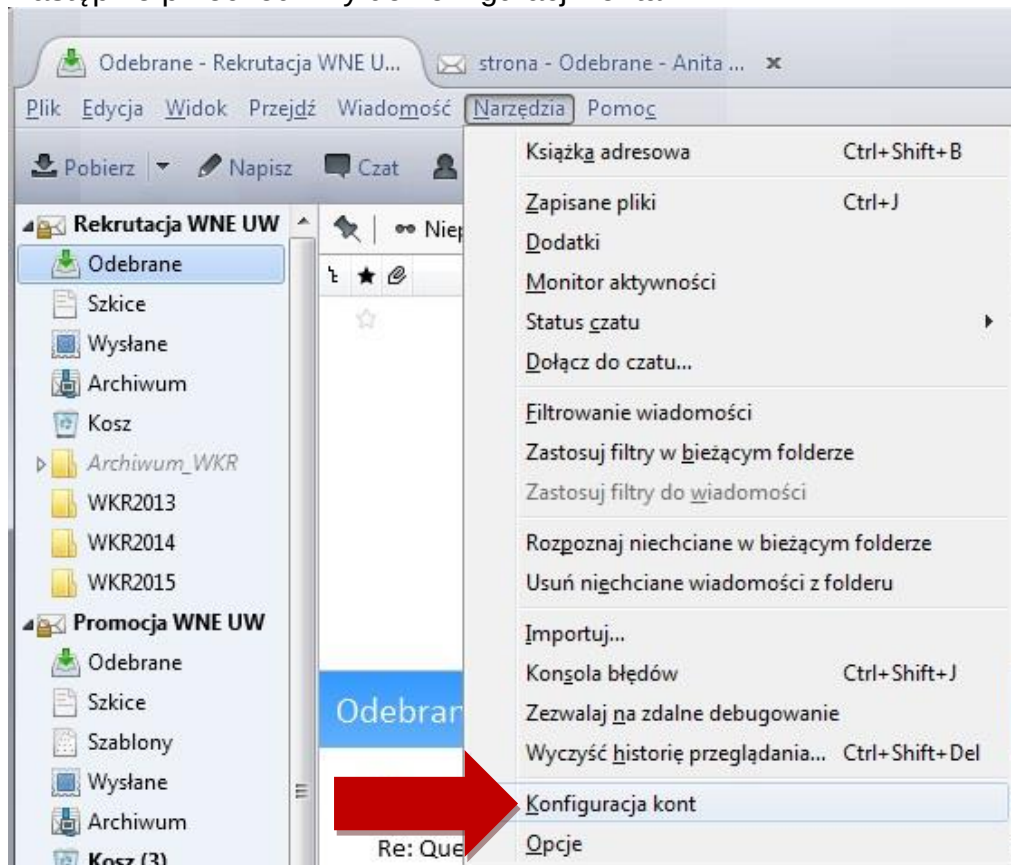 Odebrane - Rekrutacja WNE U... strona - Odebrane - Anita ...
Plik Edycja Widok Przejdź Wiadomość Narzędzia Pomoc
Pobierz Napisz Czat
Rekrutacja WNE UW
Odebrane
Szkice
Wysłane
Archiwum
Kosz
Archiwum_WKR
WKR2013
WKR2014
WKR2015
Promocja WNE UW
Odebrane
Szkice
Szablony
Wysłane
Archiwum
Kosz (3)
Książka adresowa Ctrl+Shift+B
Zapisane pliki Ctrl+J
Dodatki
Monitor aktywności
Status czatu
Dołącz do czatu...
Filtrowanie wiadomości
Zastosuj filtry w bieżącym folderze
Zastosuj filtry do wiadomości
Rozpoznaj niechciane w bieżącym folderze
Usuń niechciane wiadomości z folderu
Importuj...
Konsola błędów Ctrl+Shift+J
Zezwalaj na zdalne debugowanie
Wyczyść historię przeglądania... Ctrl+Shift+Del
Konfiguracja kont
Opcje
Re: